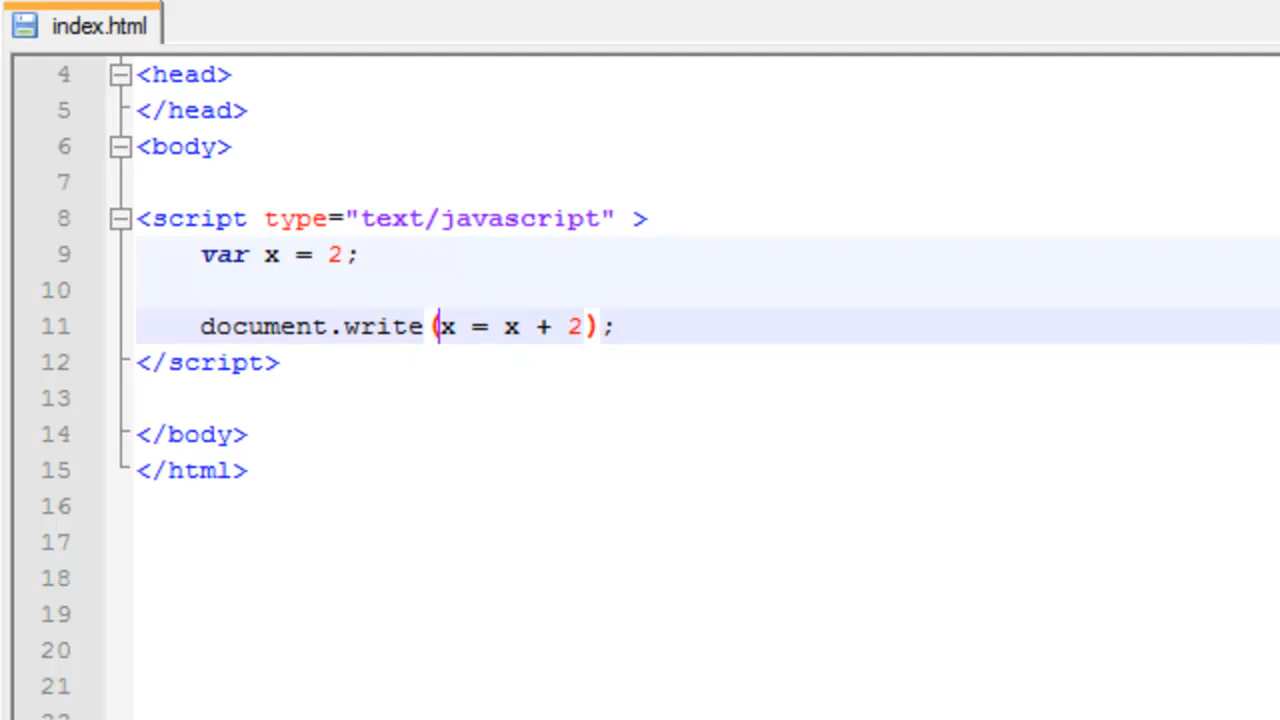 index.html
4 <head>
5 </head>
6 <body>
7
8 <script type="text/javascript" >
9 var x = 2;
10
11 document.write(x = x + 2);
12 </script>
13
14 </body>
15 </html>
16
17
18
19
20
21